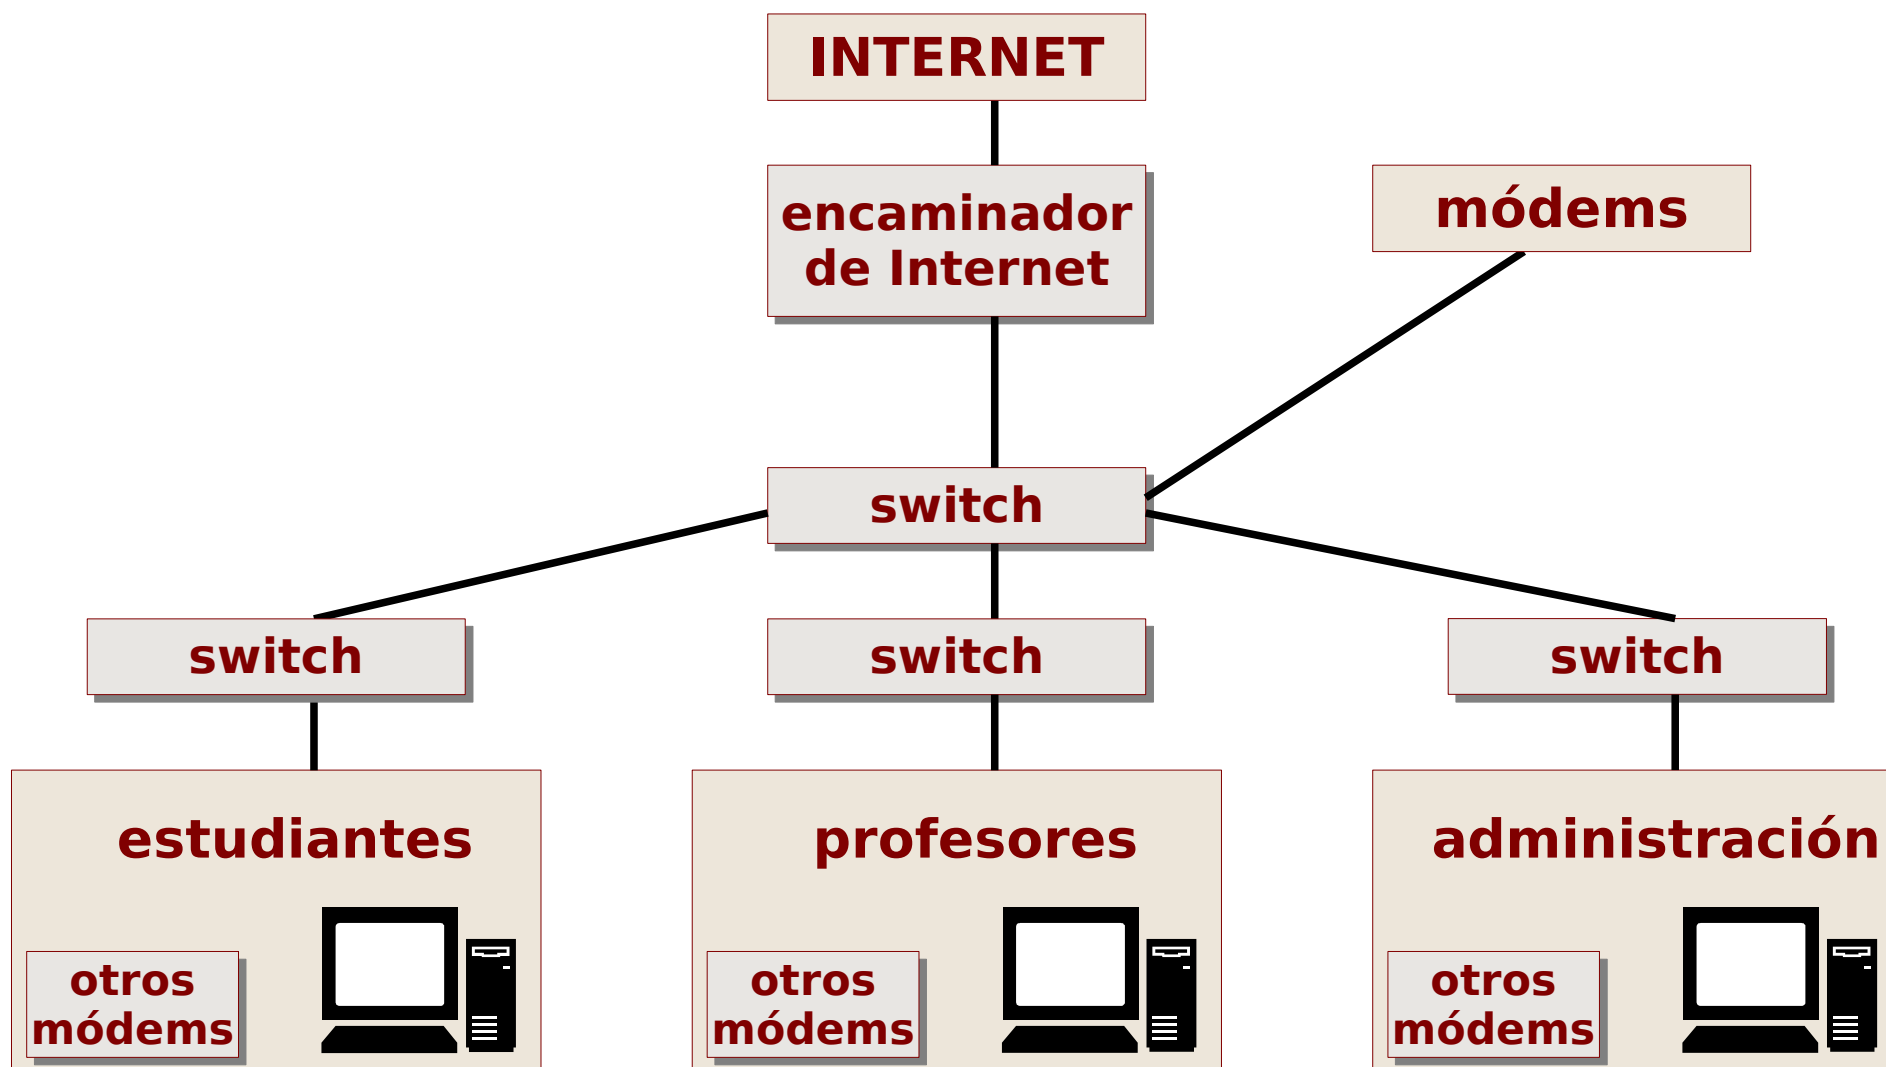 INTERNET
encaminador
de Internet
módems
switch
switch
switch
switch
estudiantes
profesores
administración
otros
módems
otros
módems
otros
módems